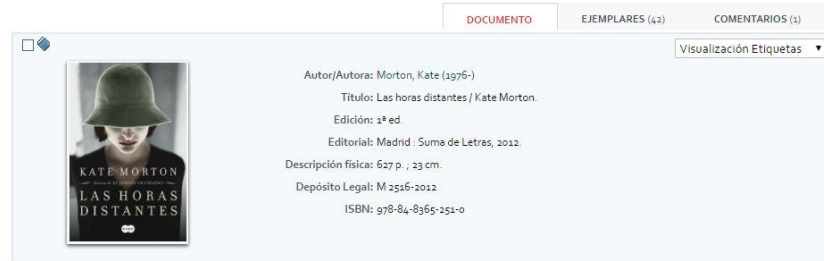 DOCUMENTO EJEMPLARES (42) COMENTARIOS (1)
Visualización Etiquetas
Autor/Autora: Morton, Kate (1976-)
Título: Las horas distantes / Kate Morton.
Edición: 1ª ed.
Editorial: Madrid : Suma de Letras, 2012.
Descripción física: 627 p. ; 23 cm.
Depósito Legal: M 2516-2012
ISBN: 978-84-8365-251-0
KATE MORTON
LAS HORAS
DISTANTES